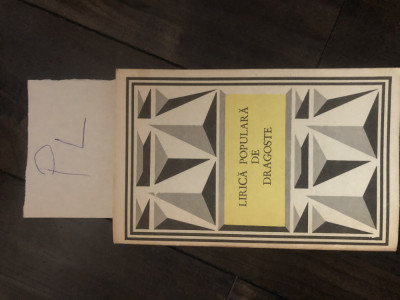 PL
LIRICĂ POPULARĂ
DE
DRAGOSTE